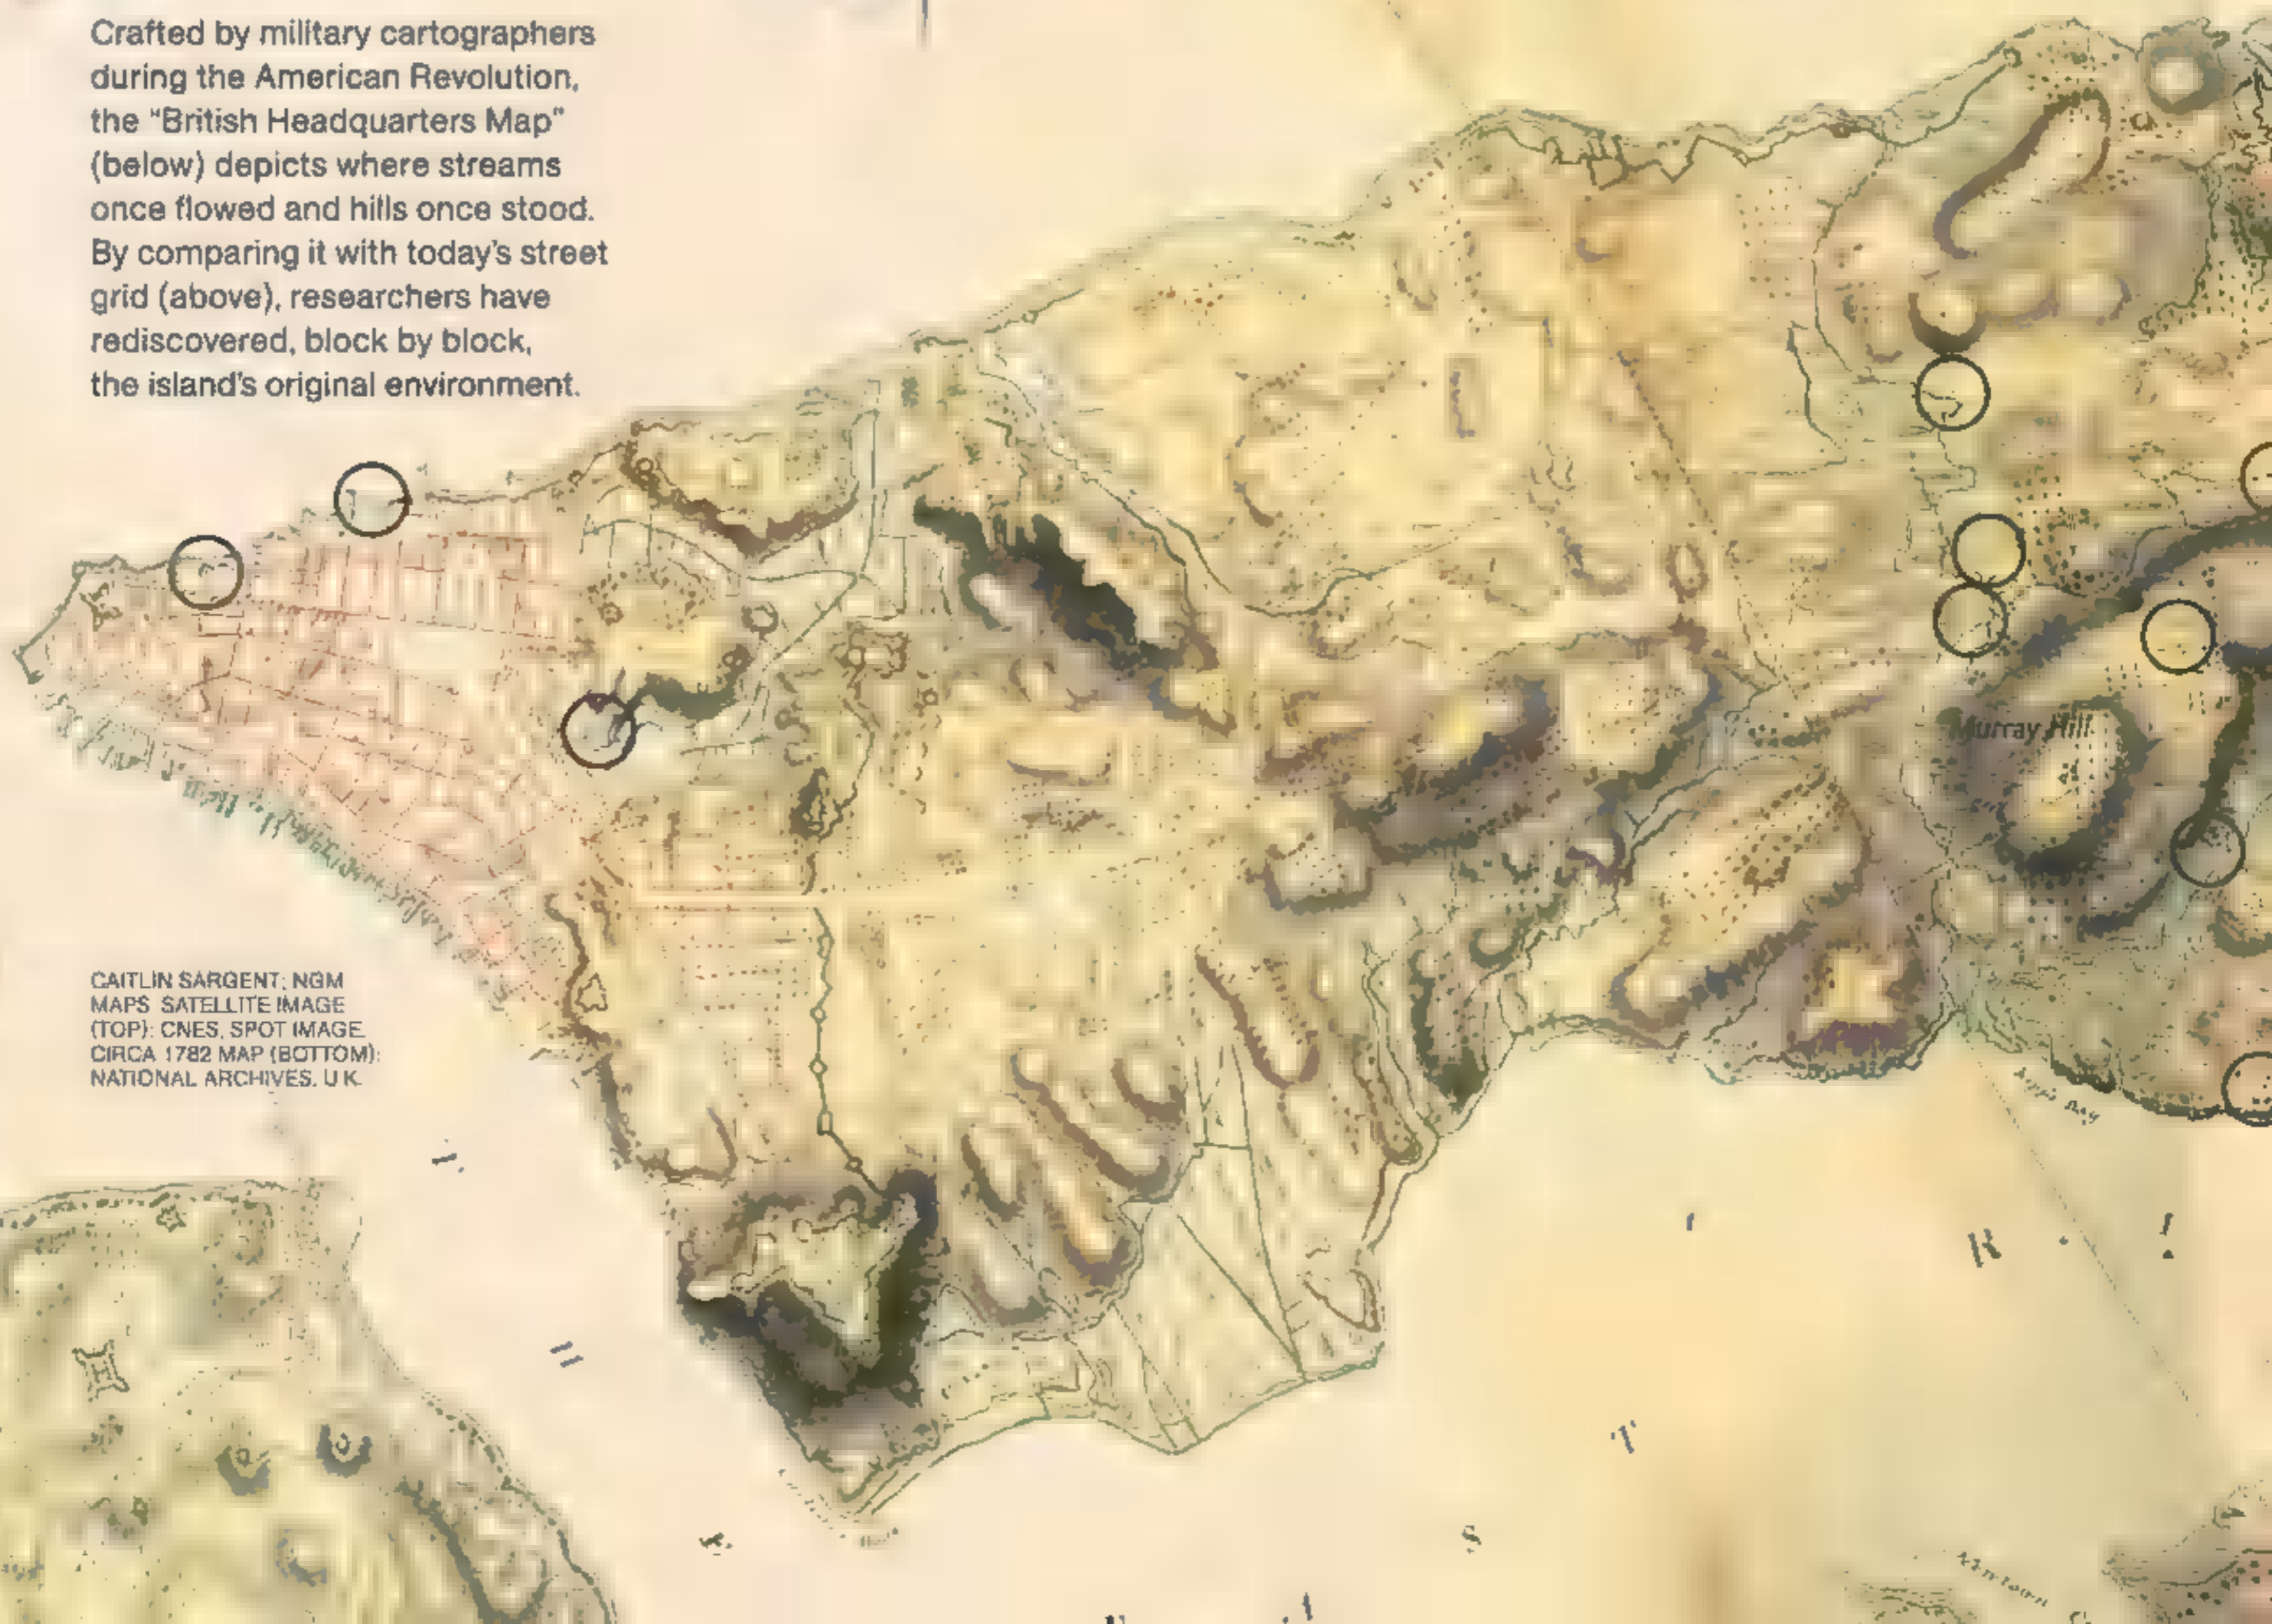 Crafted by military cartographers
during the American Revolution,
the “British Headquarters Map”
(below) depicts where streams
once flowed and hills once stood.
By comparing it with today’s street
grid (above), researchers have
rediscovered, block by block,
the island’s original environment.
Murray Hill
CAITLIN SARGENT; NGM
MAPS SATELLITE IMAGE
(TOP): CNES, SPOT IMAGE.
CIRCA 1782 MAP (BOTTOM):
NATIONAL ARCHIVES, U K.
R
T
S